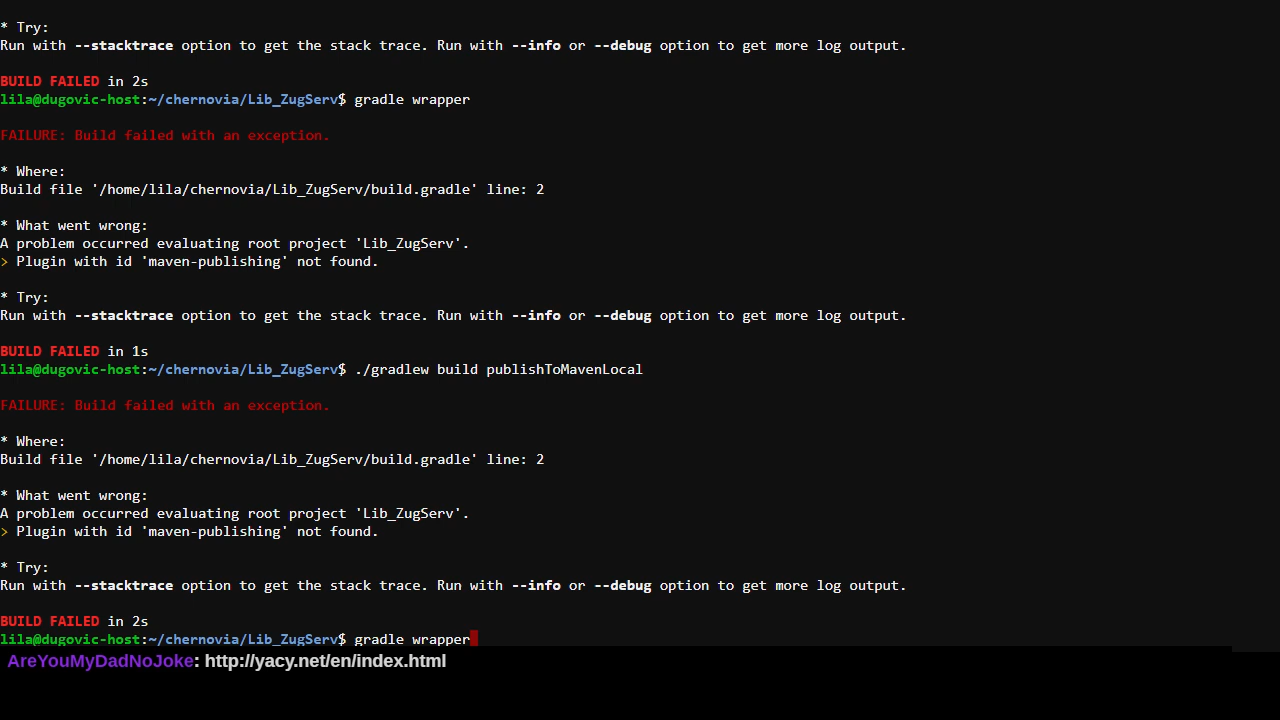 * Try:
Run with --stacktrace option to get the stack trace. Run with --info or --debug option to get more log output.
BUILD FAILED in 2s
lila@dugovic-host:~/chernovia/Lib_ZugServ$ gradle wrapper
FAILURE: Build failed with an exception.
* Where:
Build file '/home/lila/chernovia/Lib_ZugServ/build.gradle' line: 2
* What went wrong:
A problem occurred evaluating root project 'Lib_ZugServ'.
> Plugin with id 'maven-publishing' not found.
* Try:
Run with --stacktrace option to get the stack trace. Run with --info or --debug option to get more log output.
BUILD FAILED in 1s
lila@dugovic-host:~/chernovia/Lib_ZugServ$ ./gradlew build publishToMavenLocal
FAILURE: Build failed with an exception.
* Where:
Build file '/home/lila/chernovia/Lib_ZugServ/build.gradle' line: 2
* What went wrong:
A problem occurred evaluating root project 'Lib_ZugServ'.
> Plugin with id 'maven-publishing' not found.
* Try:
Run with --stacktrace option to get the stack trace. Run with --info or --debug option to get more log output.
BUILD FAILED in 2s
lila@dugovic-host:~/chernovia/Lib_ZugServ$ gradle wrapper
AreYouMyDadNoJoke: http://yacy.net/en/index.html